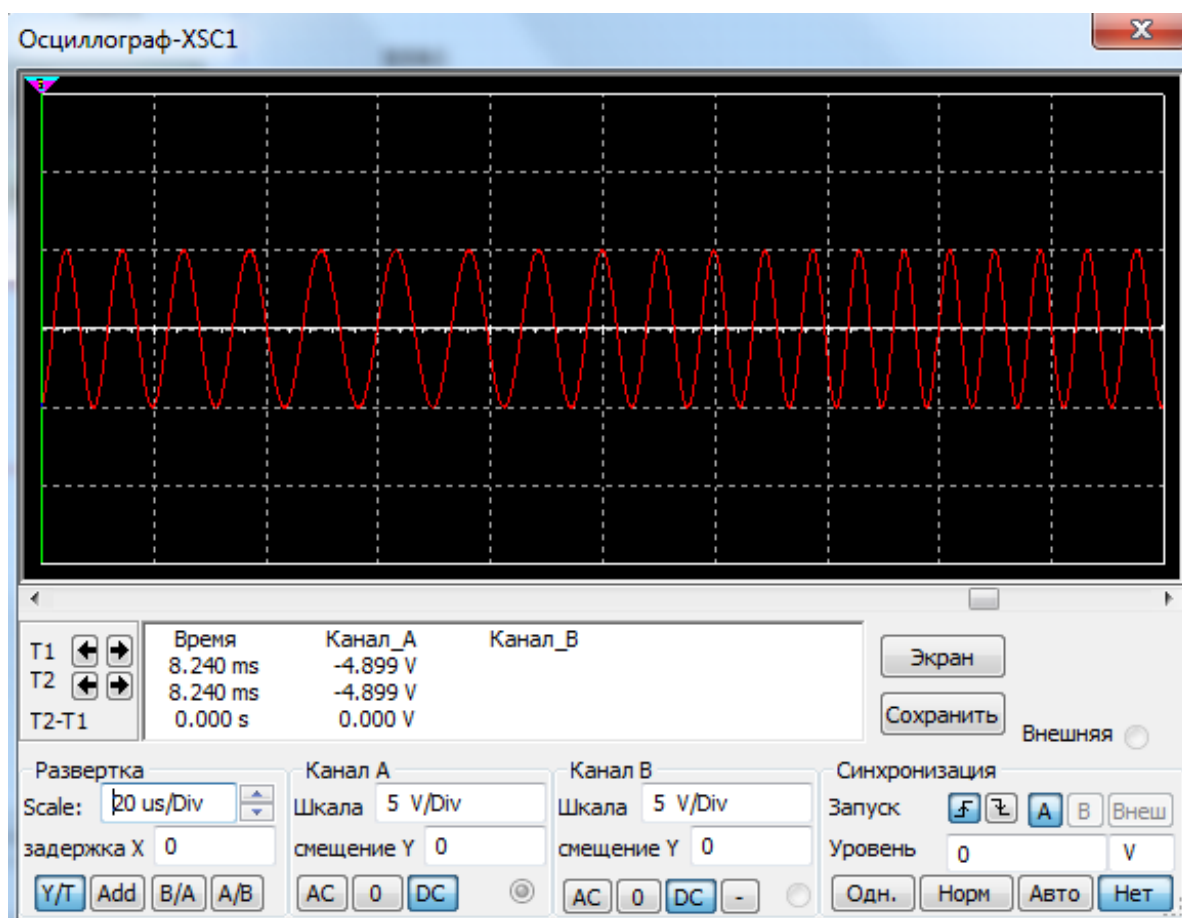 Осциллограф-XSC1
Время Канал_A Канал_B
T1 8.240 ms -4.899 V
T2 8.240 ms -4.899 V
T2-T1 0.000 s 0.000 V
Экран
Сохранить
Внешняя
Развертка Канал A Канал B Синхронизация
Scale: 20 us/Div Шкала 5 V/Div Шкала 5 V/Div Запуск A B Внеш
задержка X 0 смещение Y 0 смещение Y 0 Уровень 0 V
Y/T Add B/A A/B AC 0 DC AC 0 DC - Одн. Норм Авто Нет